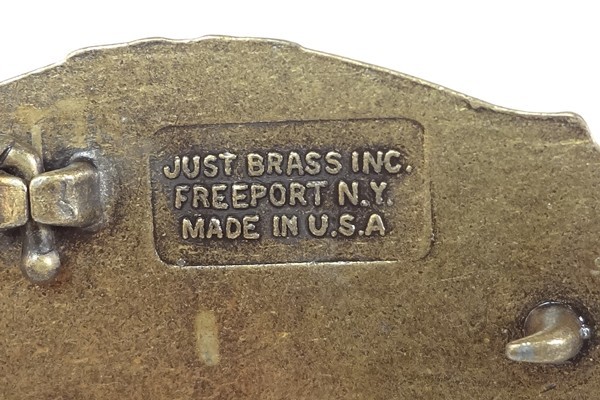 JUST BRASS INC.
FREEPORT N.Y.
MADE IN U.S.A